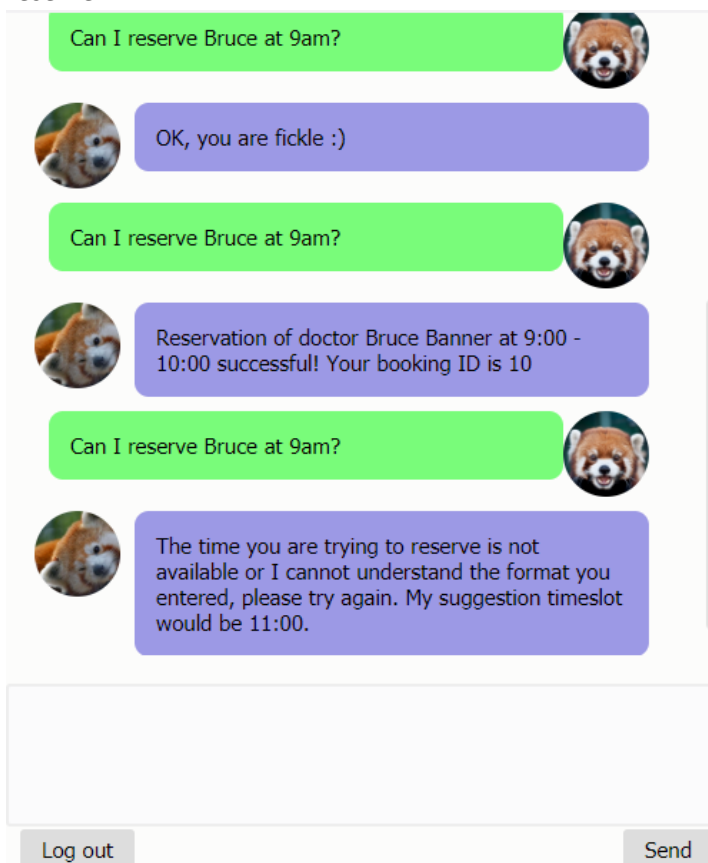 Can I reserve Bruce at 9am?
OK, you are fickle :)
Can I reserve Bruce at 9am?
Reservation of doctor Bruce Banner at 9:00 -
10:00 successful! Your booking ID is 10
Can I reserve Bruce at 9am?
The time you are trying to reserve is not
available or I cannot understand the format you
entered, please try again. My suggestion timeslot
would be 11:00.
Log out
Send